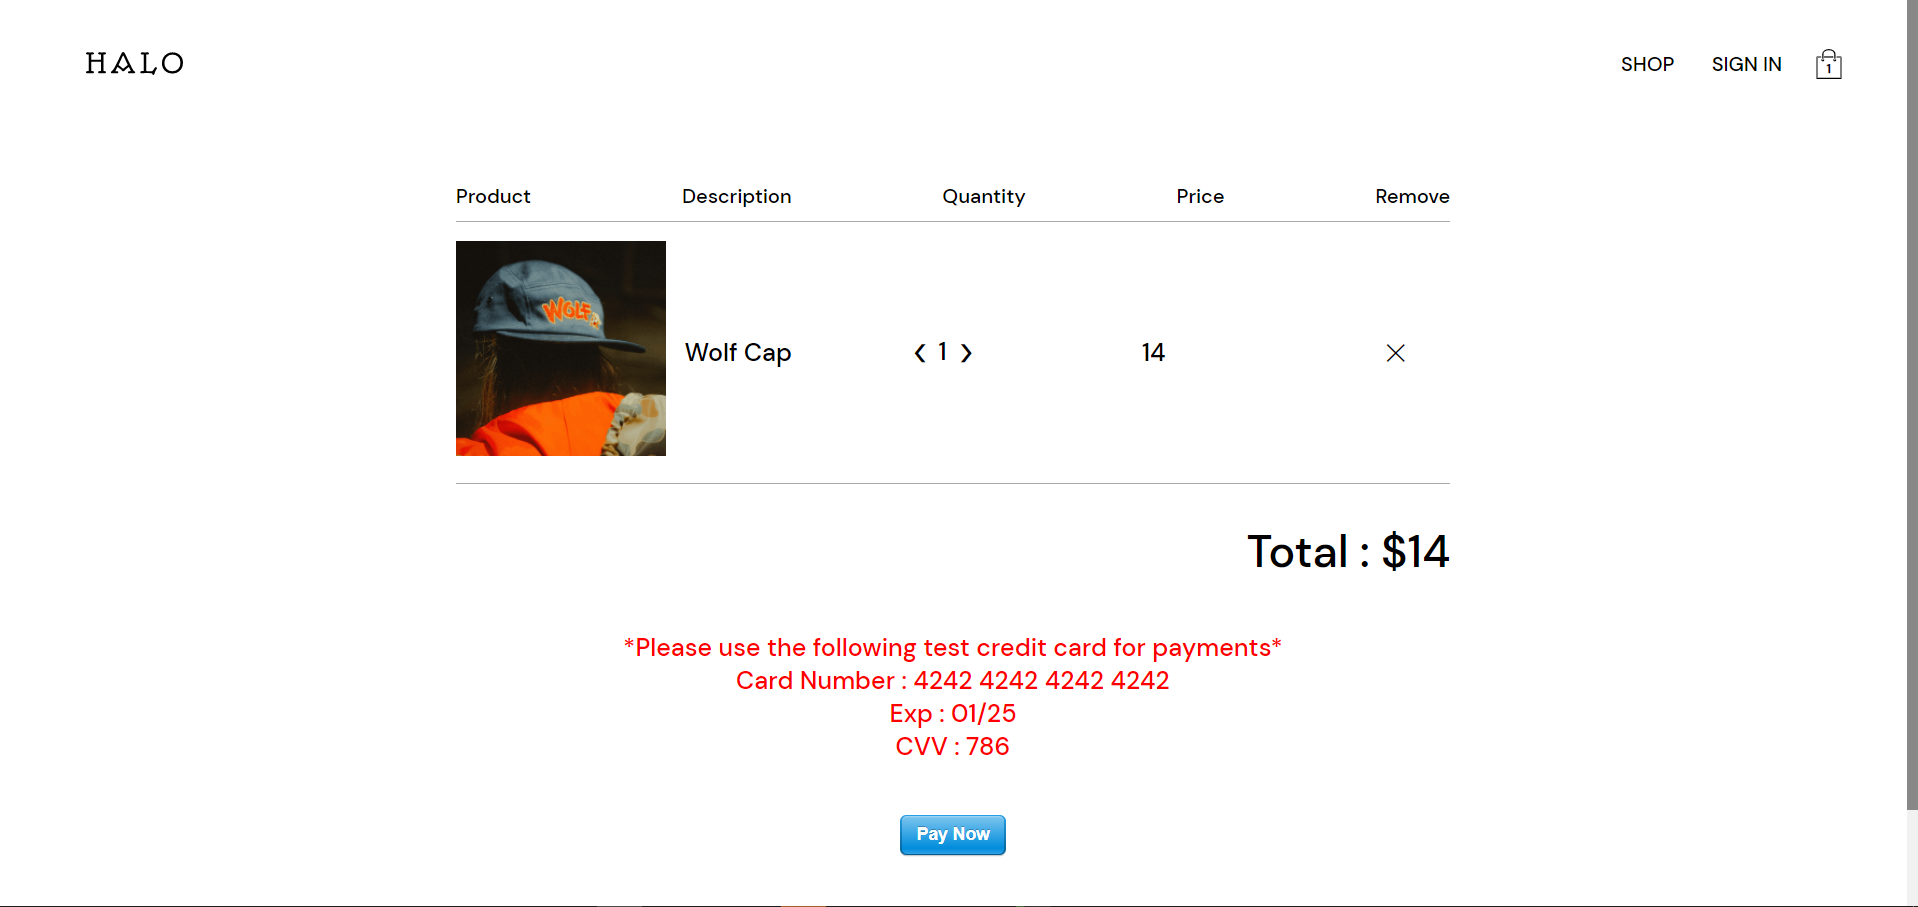 HALO
SHOP SIGN IN 1
Product Description Quantity Price Remove
WOLF
Wolf Cap 1 14
Total : $14
*Please use the following test credit card for payments*
Card Number : 4242 4242 4242 4242
Exp : 01/25
CVV : 786
Pay Now